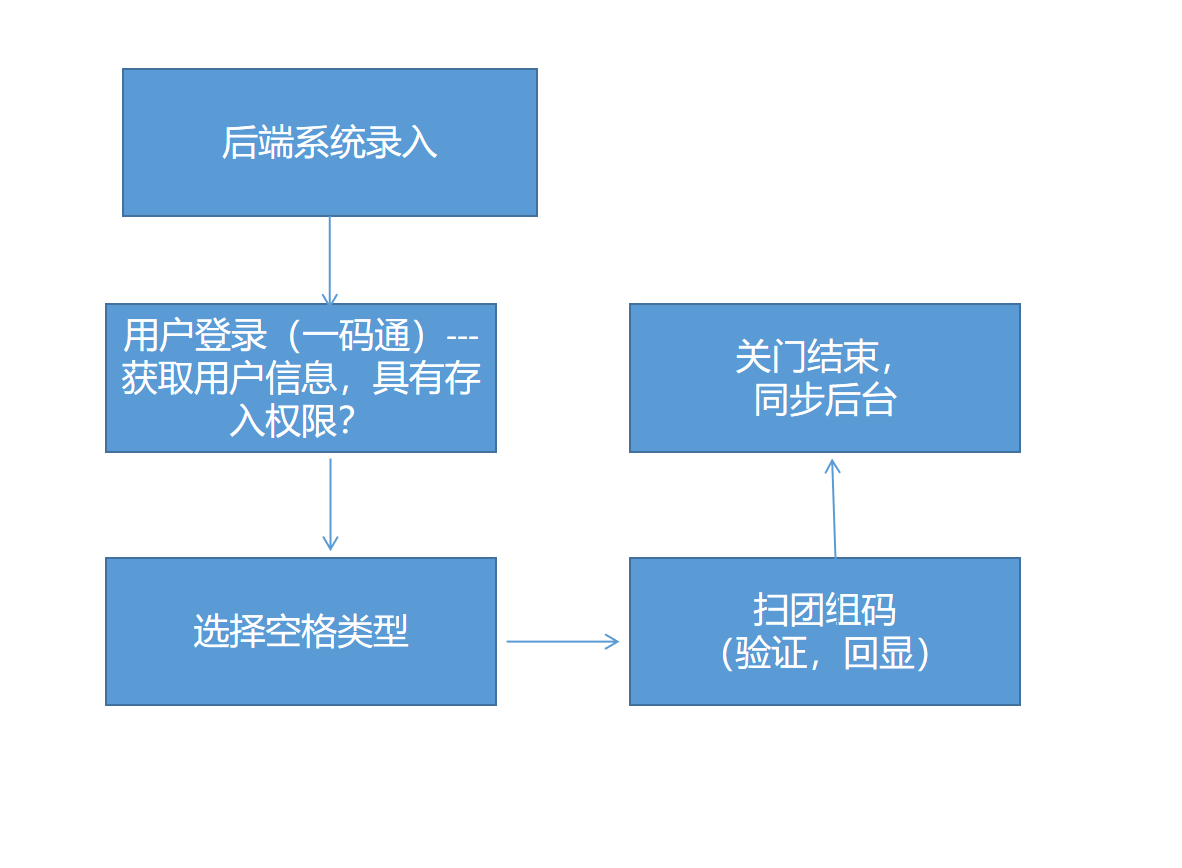 后端系统录入
用户登录（一码通）---
获取用户信息，具有存
入权限？
选择空格类型
扫团组码
（验证，回显）
关门结束，
同步后台